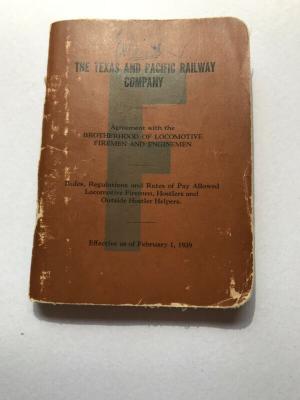 THE TEXAS AND PACIFIC RAILWAY
COMPANY
Agreement with the
BROTHERHOOD OF LOCOMOTIVE
FIREMEN AND ENGINEMEN
Rules, Regulations and Rates of Pay Allowed
Locomotive Firemen, Hostlers and
Outside Hostler Helpers.
Effective as of February 1, 1939
F